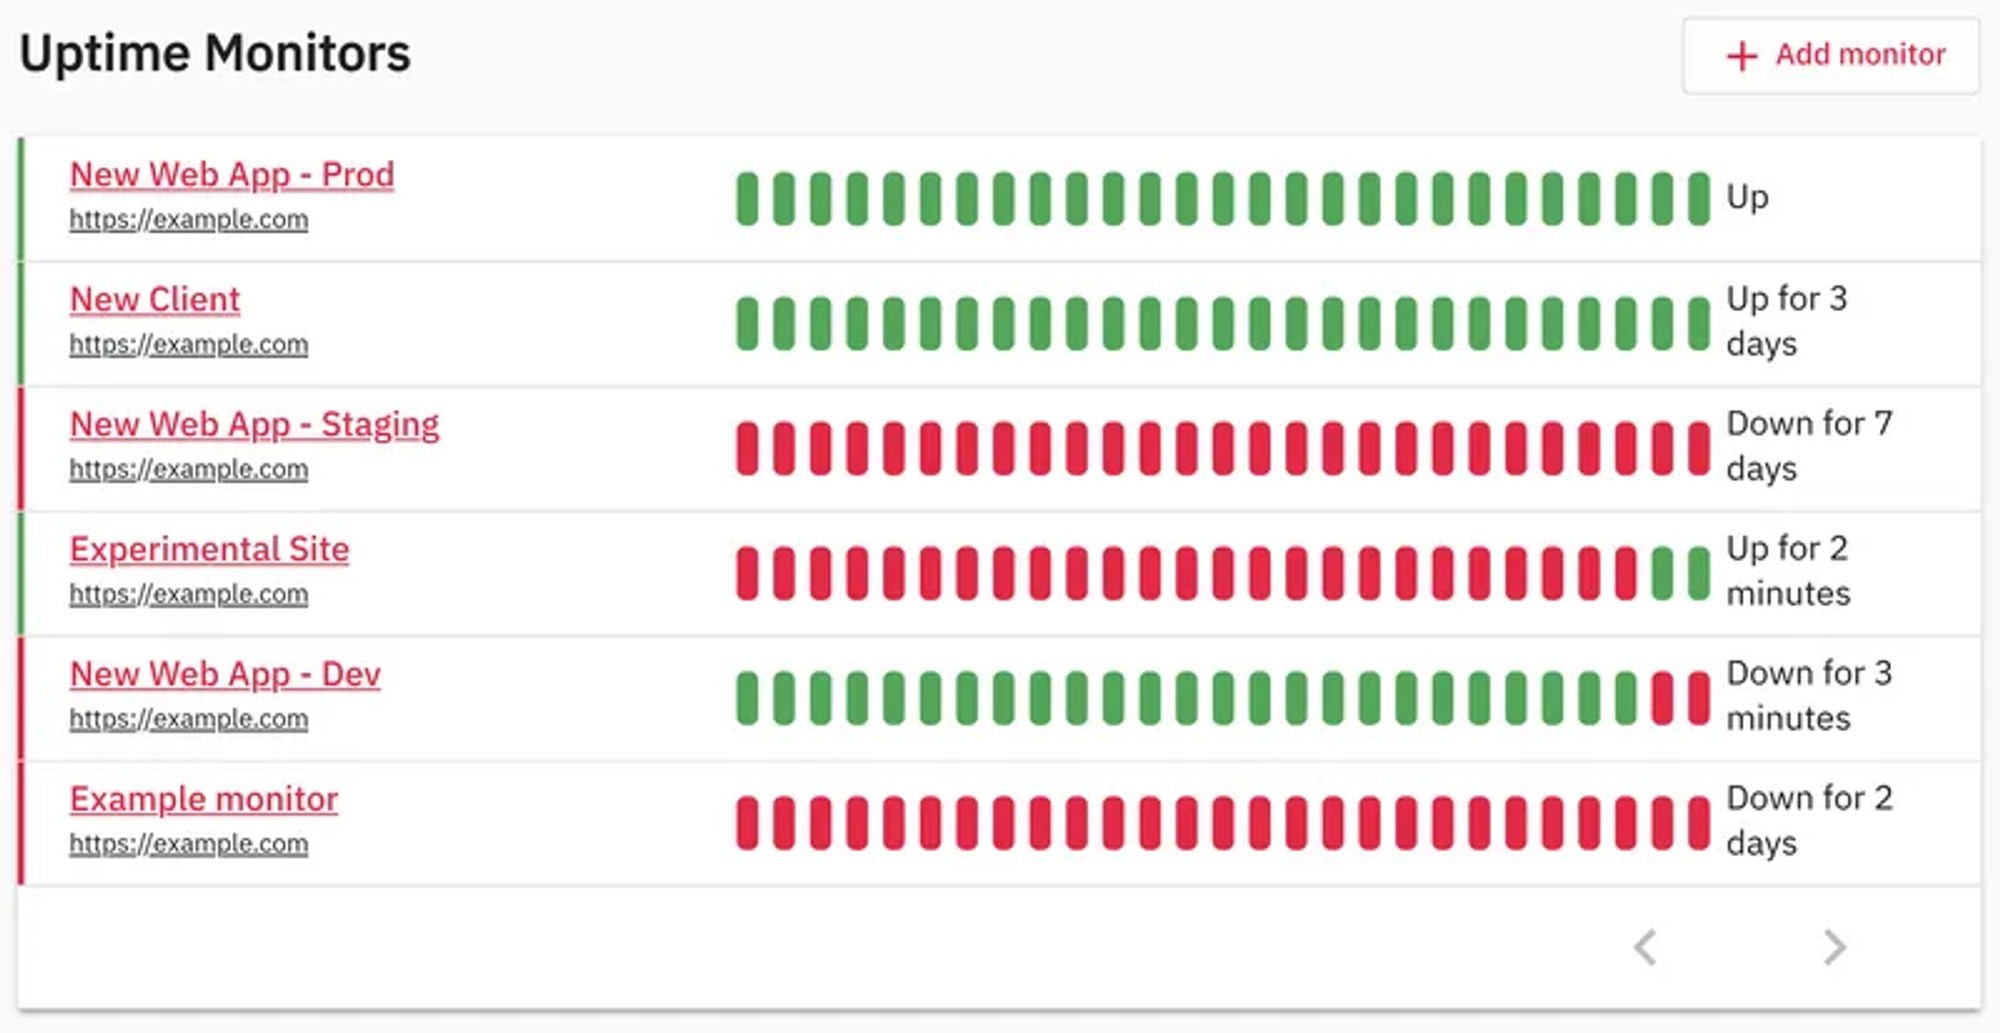 Uptime Monitors
+ Add monitor
New Web App - Prod
https://example.com
Up
New Client
https://example.com
Up for 3
days
New Web App - Staging
https://example.com
Down for 7
days
Experimental Site
https://example.com
Up for 2
minutes
New Web App - Dev
https://example.com
Down for 3
minutes
Example monitor
https://example.com
Down for 2
days